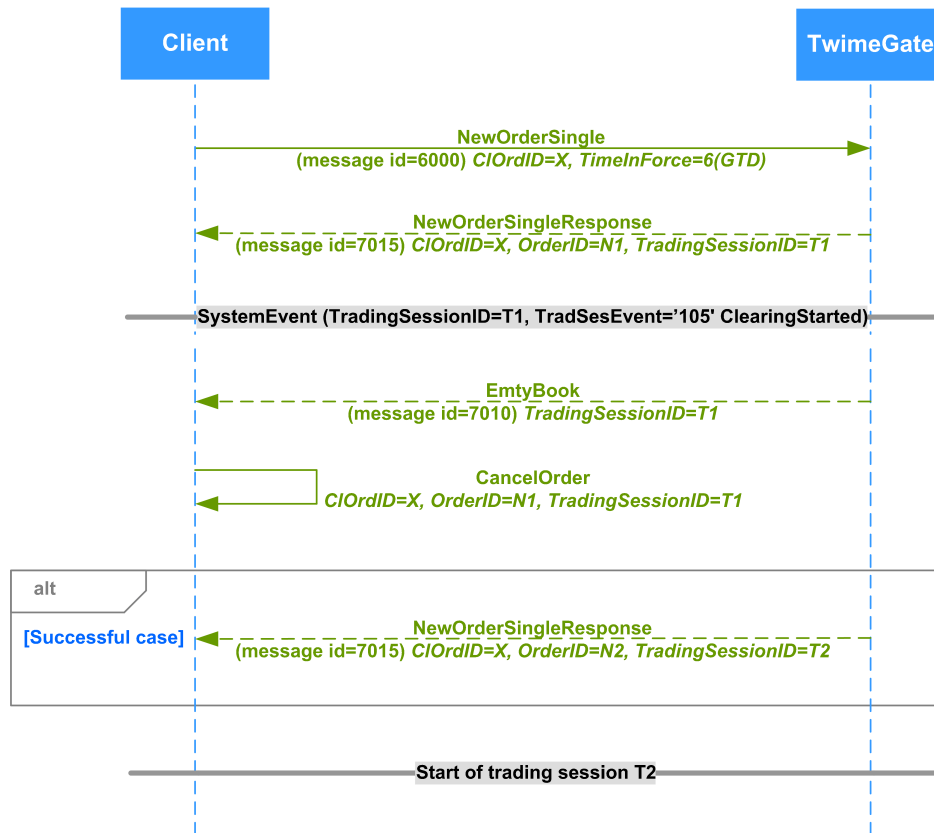 Client
TwimeGate
NewOrderSingle
(message id=6000) ClOrdID=X, TimeInForce=6(GTD)
NewOrderSingleResponse
(message id=7015) ClOrdID=X, OrderID=N1, TradingSessionID=T1
SystemEvent (TradingSessionID=T1, TradSesEvent=’105' ClearingStarted)
EmtyBook
(message id=7010) TradingSessionID=T1
CancelOrder
ClOrdID=X, OrderID=N1, TradingSessionID=T1
alt
[Successful case]
NewOrderSingleResponse
(message id=7015) ClOrdID=X, OrderID=N2, TradingSessionID=T2
Start of trading session T2